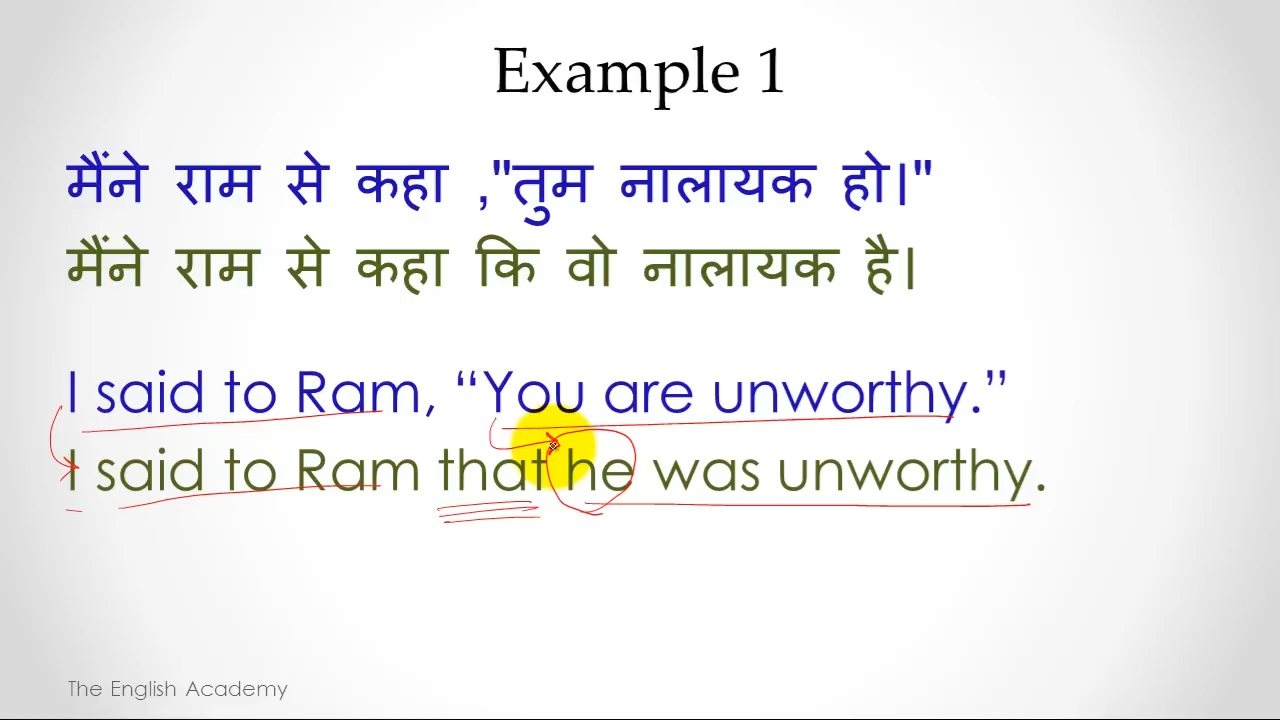 Example 1
मैंने राम से कहा ,"तुम नालायक हो।"
मैंने राम से कहा कि वो नालायक है।
I said to Ram, “You are unworthy.”
I said to Ram that he was unworthy.
The English Academy